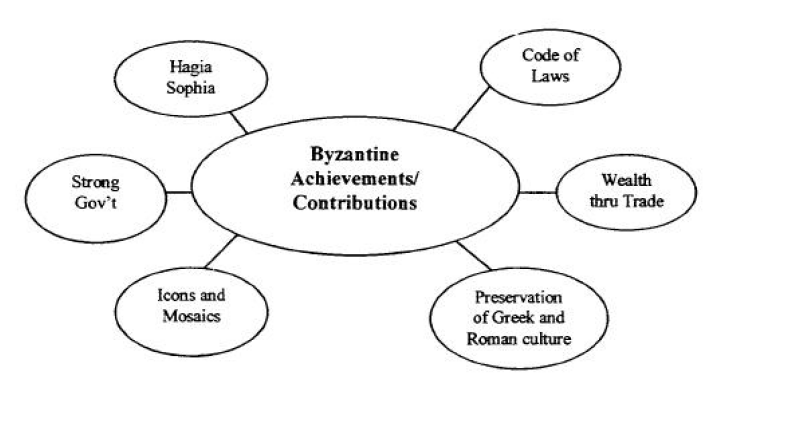 Hagia
Sophia
Code of
Laws
Byzantine
Achievements/
Contributions
Strong
Gov't
Wealth
thru Trade
Icons and
Mosaics
Preservation
of Greek and
Roman culture